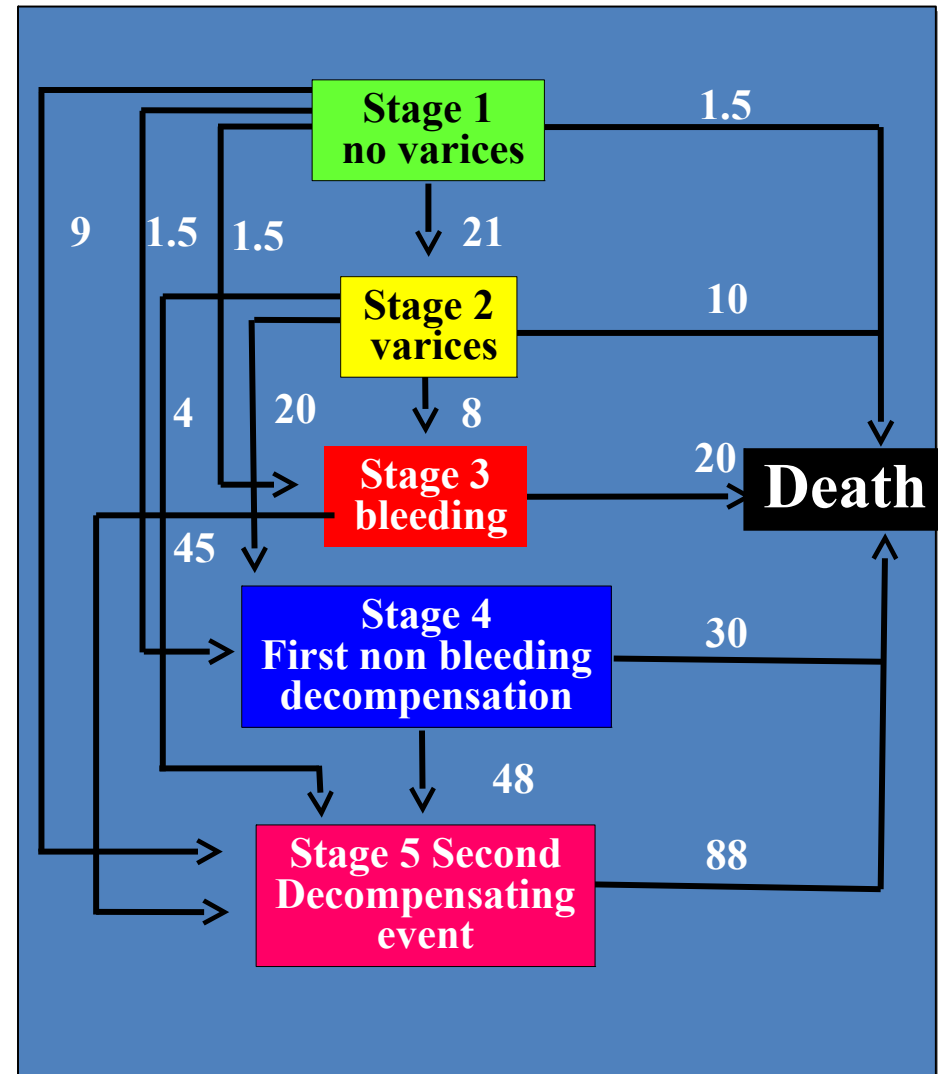 Stage 1
no varices
1.5
9
1.5
1.5
21
Stage 2
varices
10
4
20
8
Stage 3
bleeding
20
Death
45
Stage 4
First non bleeding
decompensation
30
48
Stage 5 Second
Decompensating
event
88